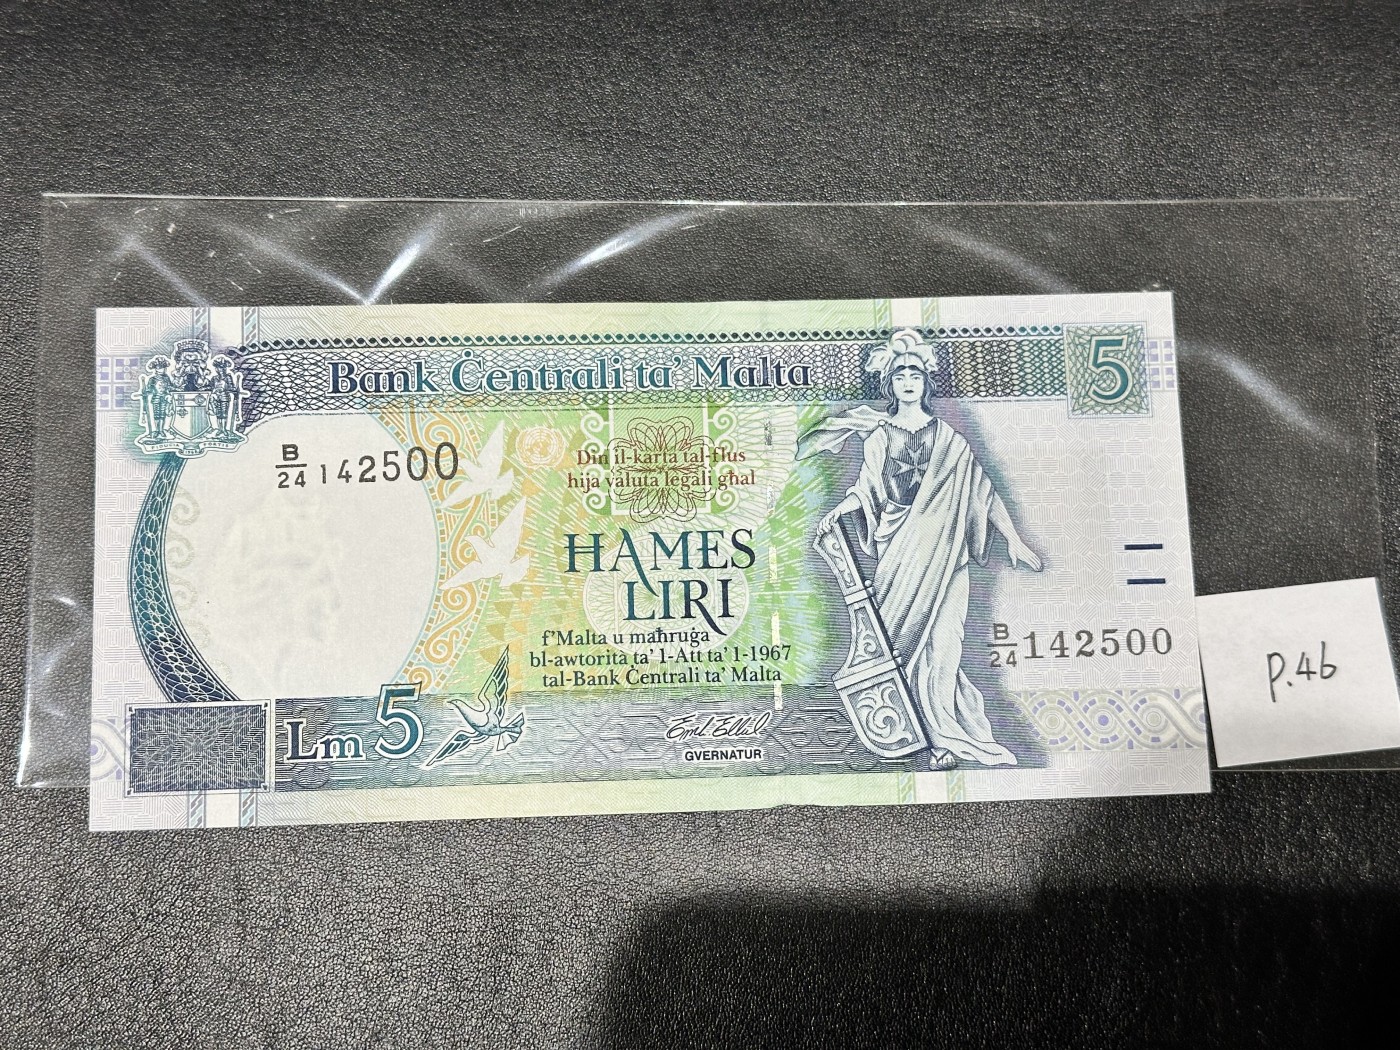 Bank Ċentrali ta' Malta
5
B/24 142500
Din il-karta tal-flus
hija valuta legali għal
ĦAMES
LIRI
f'Malta u maħruġa
bl-awtorità ta' l-Att ta' l-1967
tal-Bank Ċentrali ta' Malta
B/24 142500
Lm 5
GVERNATUR
P.46